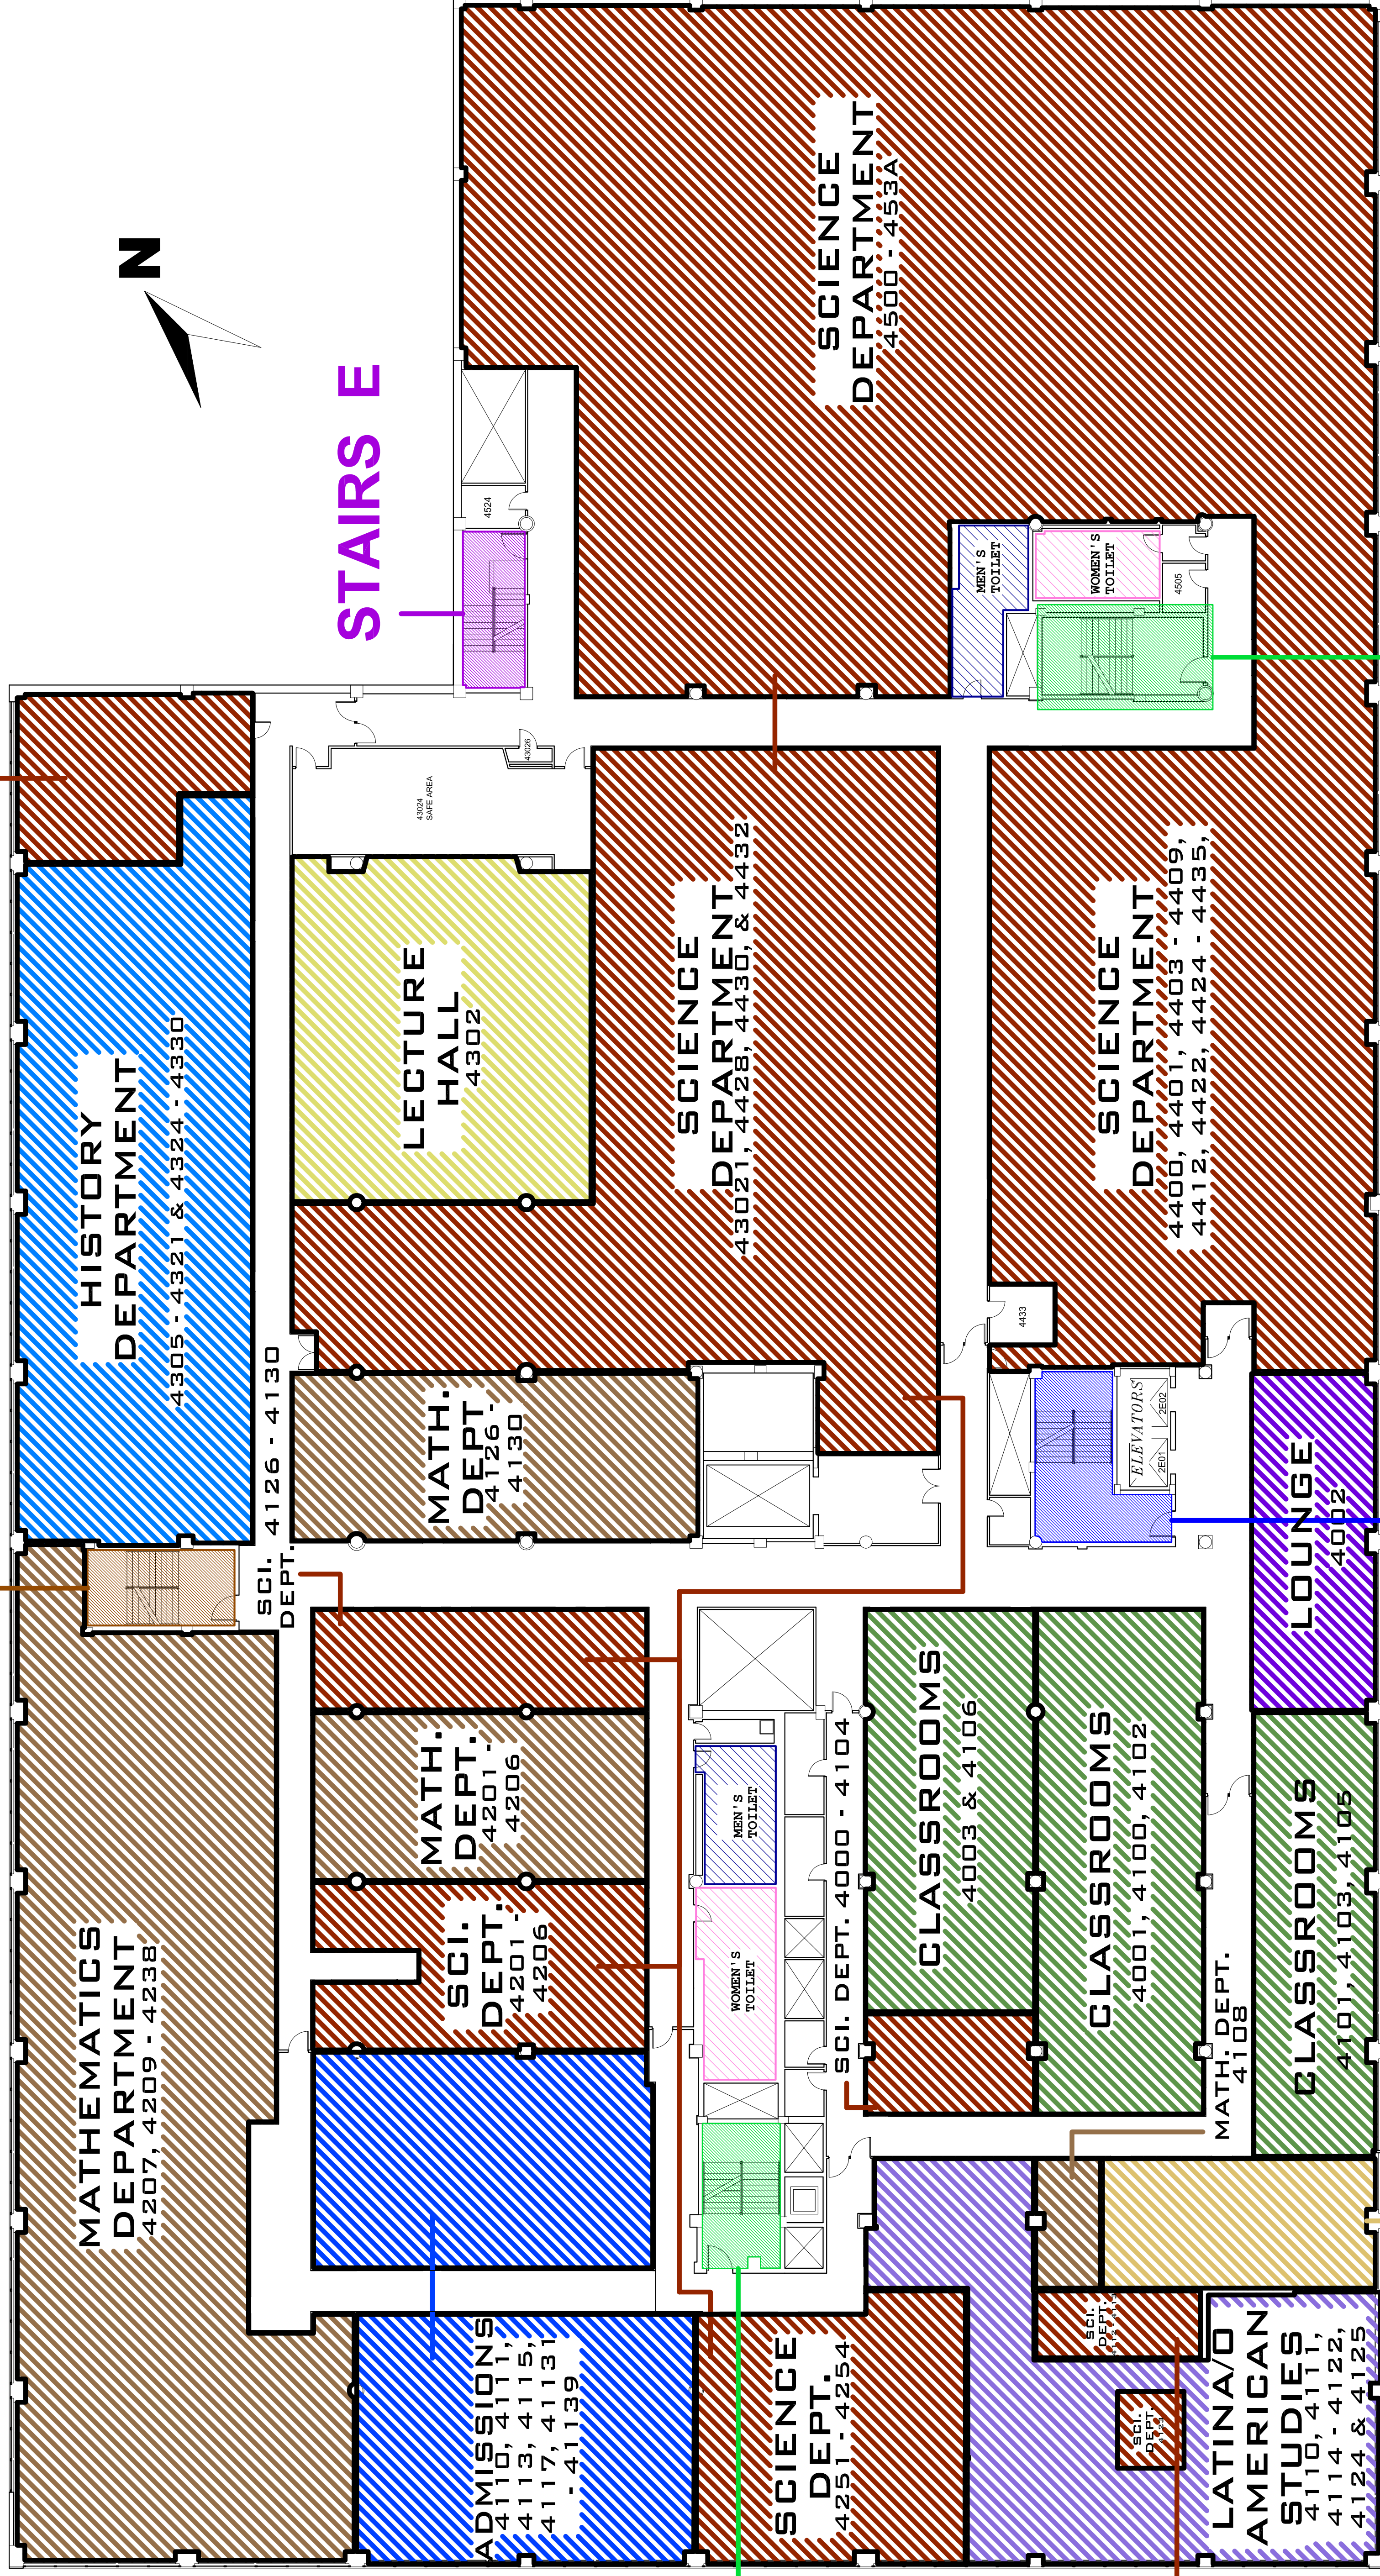 N
STAIRS E
SCIENCE
DEPARTMENT
4500 - 453A
4524
MEN'S
TOILET
WOMEN'S
TOILET
4505
43026
43024
SAFE AREA
HISTORY
DEPARTMENT
4305 - 4321 & 4324 - 4330
LECTURE
HALL
4302
SCIENCE
DEPARTMENT
43021, 4428, 4430, & 4432
SCIENCE
DEPARTMENT
4400, 4401, 4403 - 4409,
4412, 4422, 4424 - 4435,
4433
SCI.
DEPT.
4126 - 4130
MATH.
DEPT.
4126 -
4130
ELEVATORS
2E01
2E02
LOUNGE
4002
MATHEMATICS
DEPARTMENT
4207, 4209 - 4238
MATH.
DEPT.
4201 -
4206
SCI.
DEPT.
4201 -
4206
MEN'S
TOILET
WOMEN'S
TOILET
SCI. DEPT. 4000 - 4104
CLASSROOMS
4003 & 4106
CLASSROOMS
4001, 4100, 4102
CLASSROOMS
4101, 4103, 4105
MATH. DEPT.
4108
ADMISSIONS
4110, 4111,
4113, 4115,
4117, 41131
- 41139
SCIENCE
DEPT.
4251 - 4254
SCI.
DEPT.
SCI.
DEPT.
LATINA/O
AMERICAN
STUDIES
4110, 4111,
4114 - 4122,
4124 & 4125